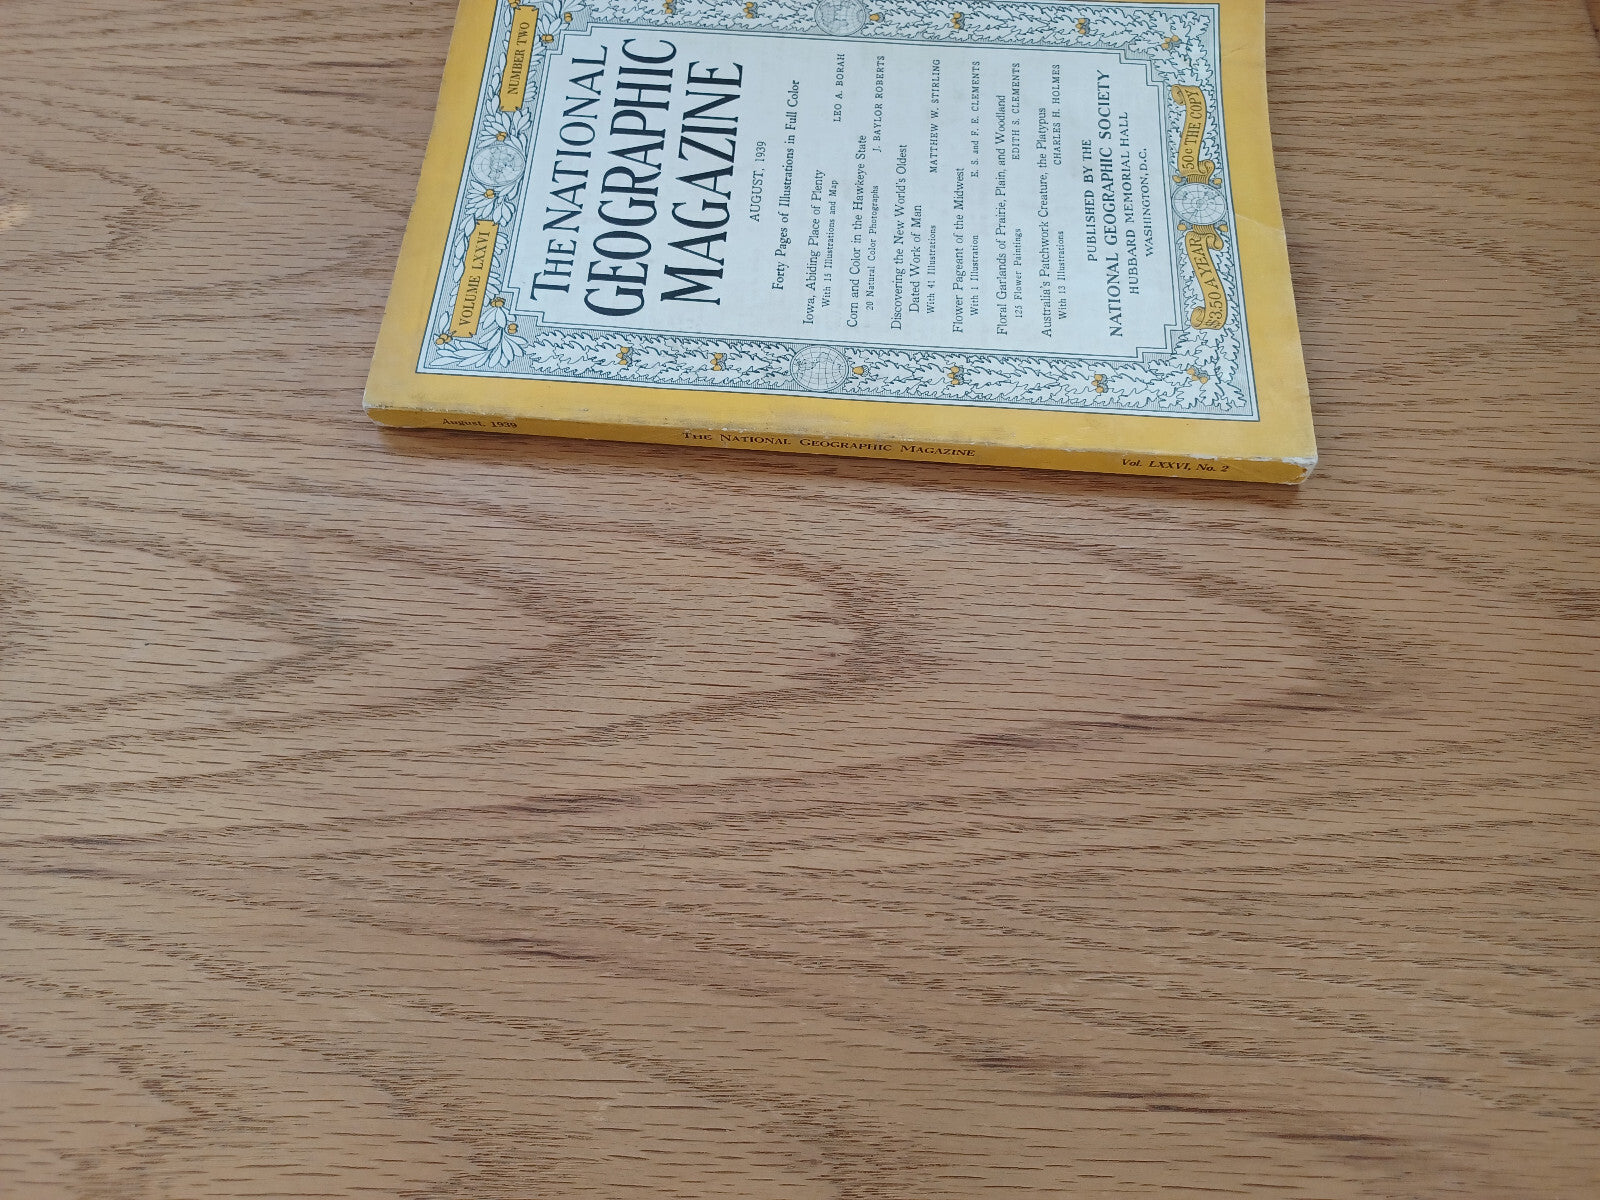 VOLUME LXXVI
NUMBER TWO
THE NATIONAL
GEOGRAPHIC
MAGAZINE
AUGUST, 1939
Forty Pages of Illustrations in Full Color
Iowa, Abiding Place of Plenty
With 15 Illustrations and Map LEO A. BORAH
Corn and Color in the Hawkeye State
20 Natural Color Photographs J. BAYLOR ROBERTS
Discovering the New World's Oldest
Dated Work of Man
With 41 Illustrations MATTHEW W. STIRLING
Flower Pageant of the Midwest
With 1 Illustration E. S. and F. E. CLEMENTS
Floral Garlands of Prairie, Plain, and Woodland
125 Flower Paintings EDITH S. CLEMENTS
Australia's Patchwork Creature, the Platypus
With 13 Illustrations CHARLES H. HOLMES
PUBLISHED BY THE
NATIONAL GEOGRAPHIC SOCIETY
HUBBARD MEMORIAL HALL
WASHINGTON, D.C.
$3.50 A YEAR
50¢ THE COPY
August, 1939
THE NATIONAL GEOGRAPHIC MAGAZINE
Vol. LXXVI, No. 2